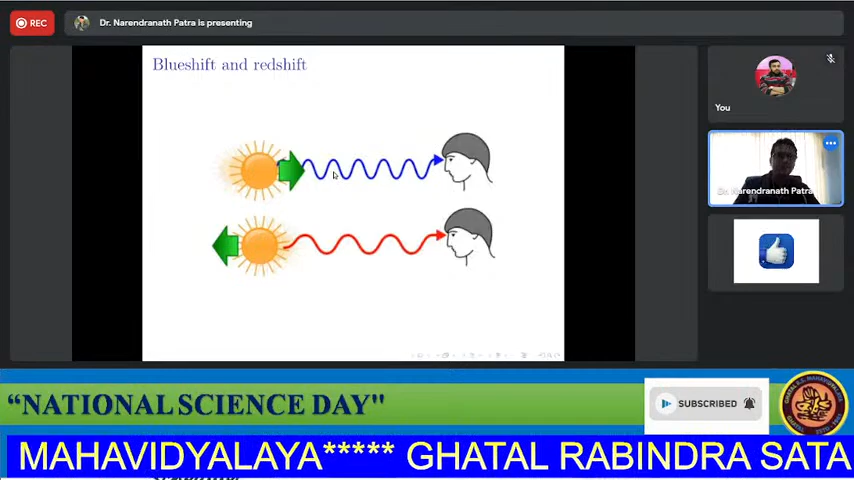 REC
Dr. Narendranath Patra is presenting
Blueshift and redshift
You
Dr. Narendranath Patra
"NATIONAL SCIENCE DAY"
SUBSCRIBED
MAHAVIDYALAYA***** GHATAL RABINDRA SATA